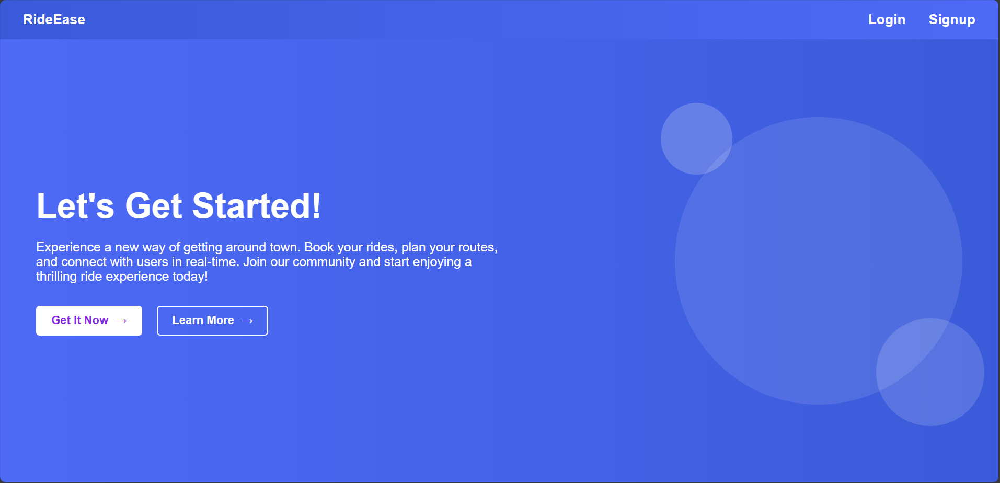 RideEase
Login
Signup
Let's Get Started!
Experience a new way of getting around town. Book your rides, plan your routes,
and connect with users in real-time. Join our community and start enjoying a
thrilling ride experience today!
Get It Now →
Learn More →